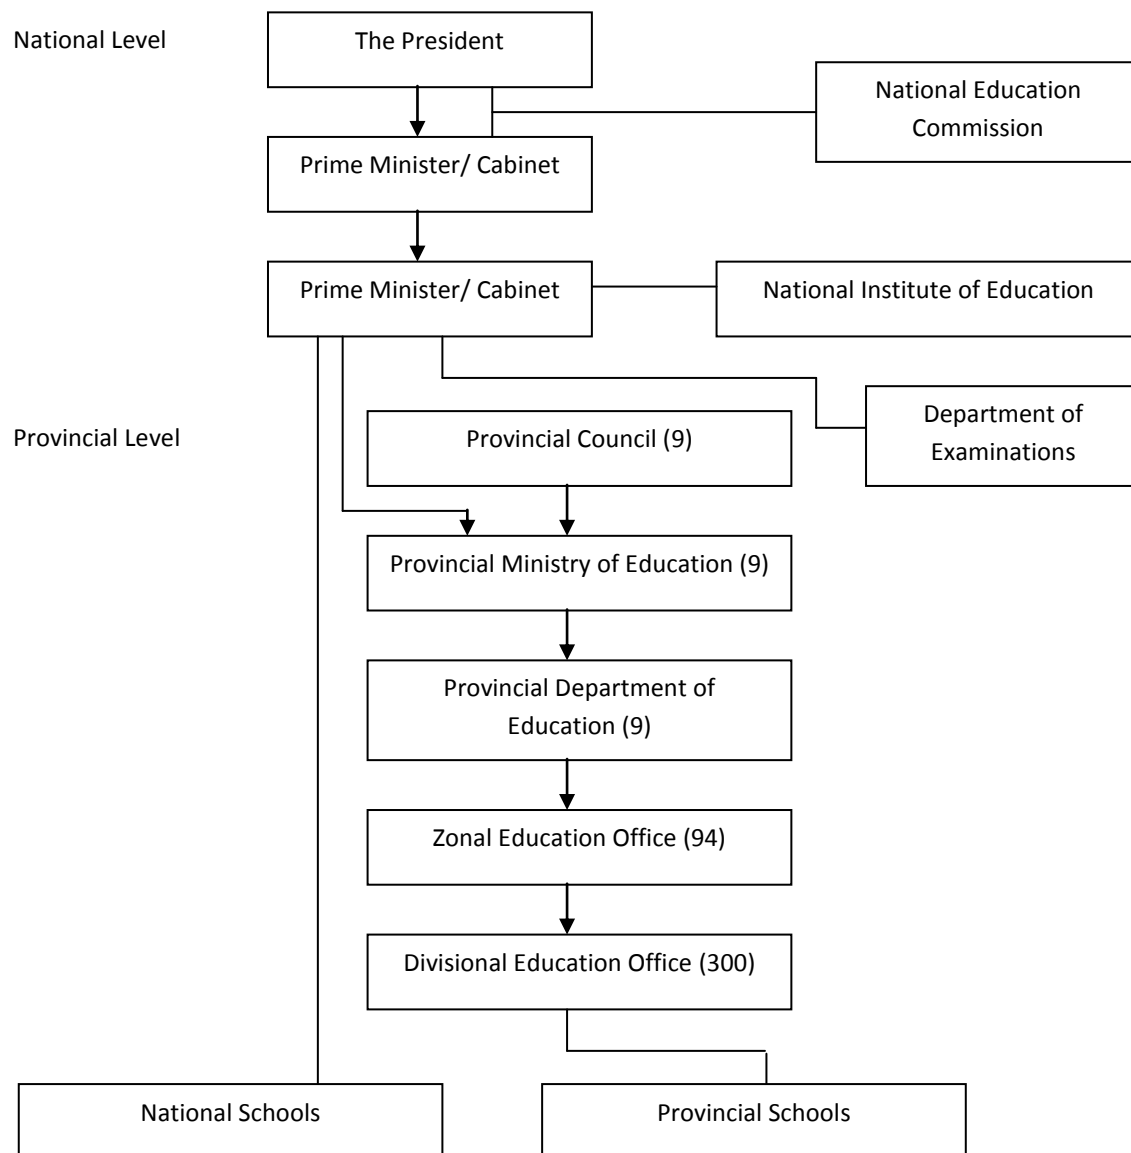 National Level
The President
National Education
Commission
Prime Minister/ Cabinet
Prime Minister/ Cabinet
National Institute of Education
Department of
Examinations
Provincial Level
Provincial Council (9)
Provincial Ministry of Education (9)
Provincial Department of
Education (9)
Zonal Education Office (94)
Divisional Education Office (300)
National Schools
Provincial Schools